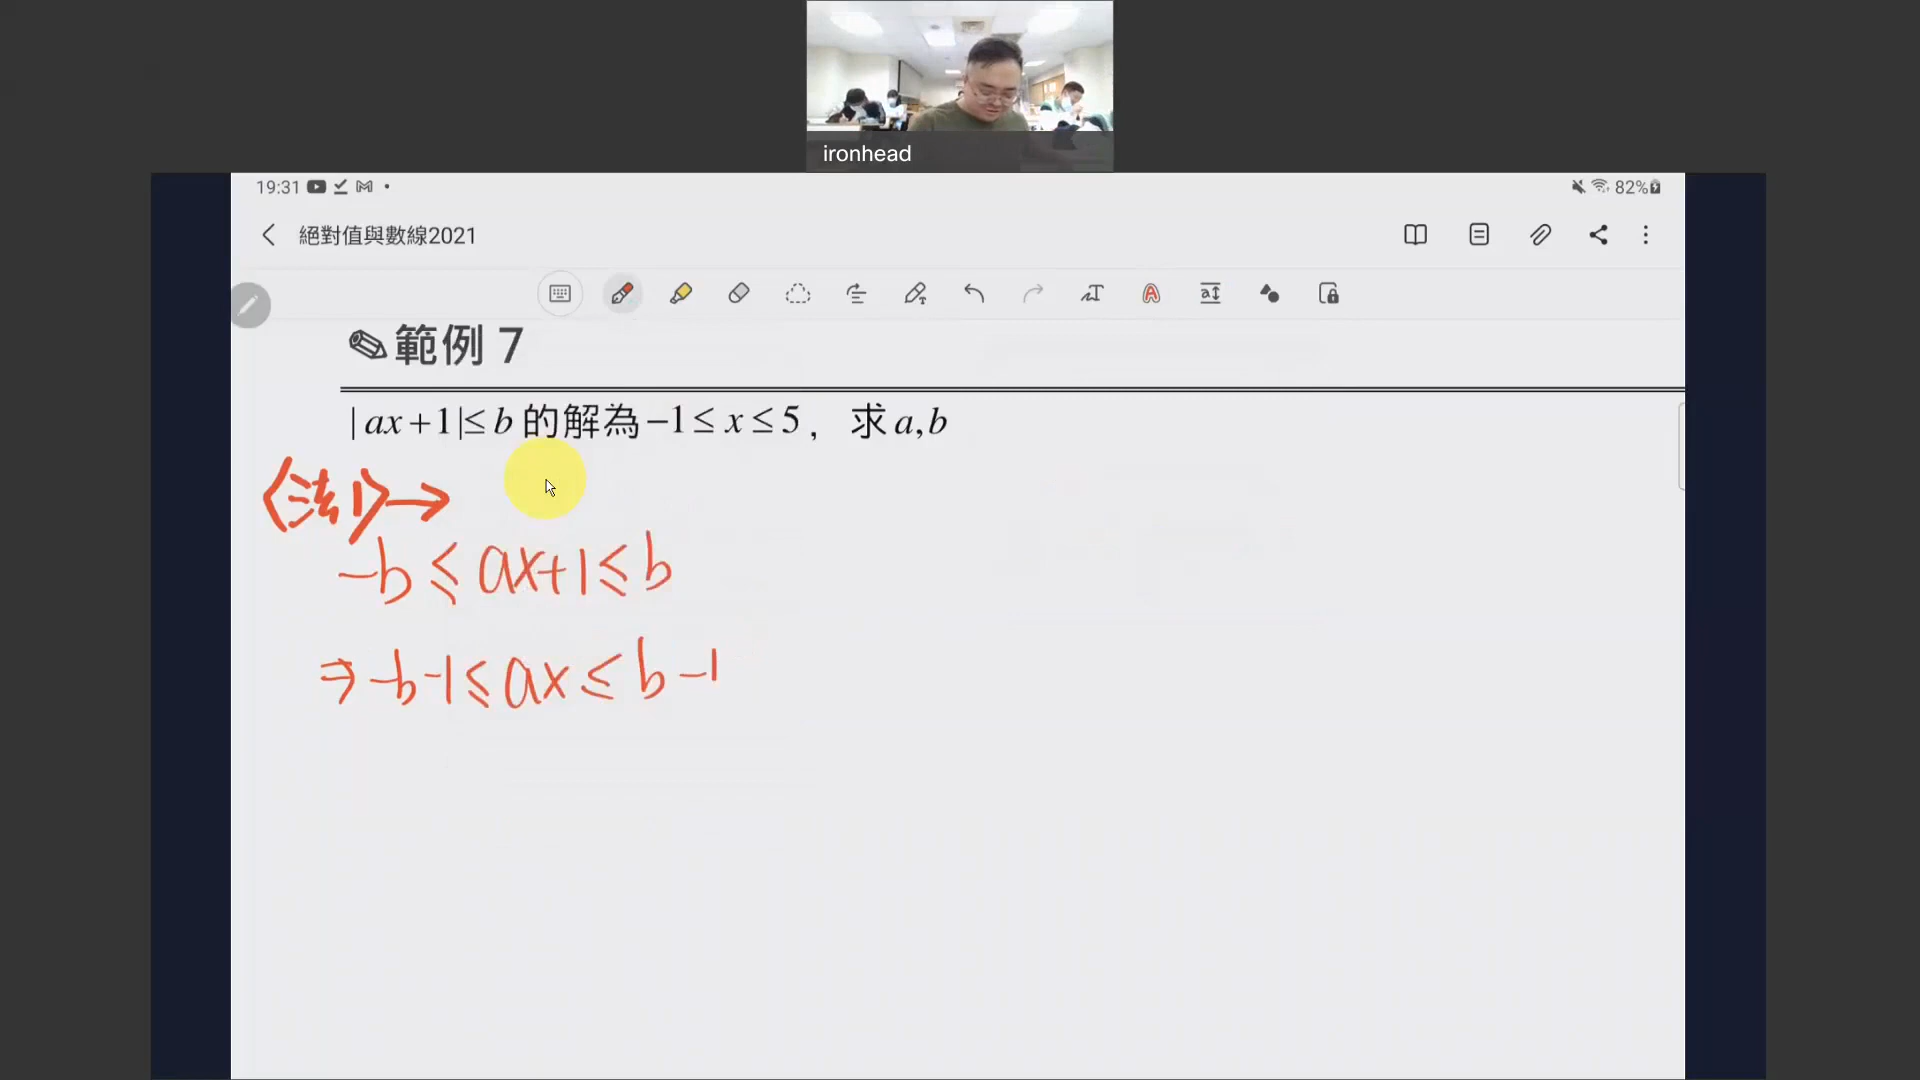 ironhead
19:31
82%
絕對值與數線2021
範例 7
|ax+1|≤b 的解為 −1≤x≤5，求 a,b
〈法1〉→
−b≤ax+1≤b
⇒−b−1≤ax≤b−1